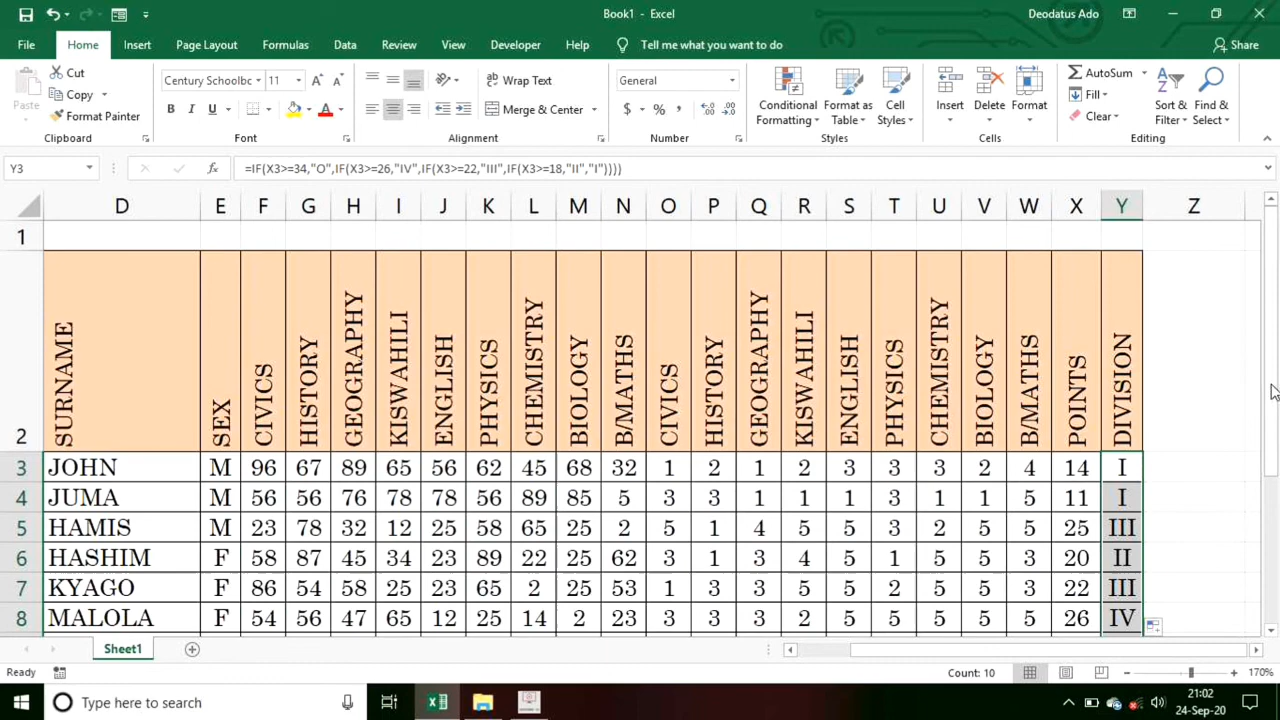 Book1 - Excel
Deodatus Ado
File Home Insert Page Layout Formulas Data Review View Developer Help Tell me what you want to do Share
Cut
Copy
Format Painter
Paste
Clipboard
Century Schoolbc 11
B I U
Font
Wrap Text
Merge & Center
Alignment
General
$ % ,
Number
Conditional Formatting
Format as Table
Cell Styles
Styles
Insert Delete Format
Cells
AutoSum
Fill
Clear
Sort & Filter
Find & Select
Editing
Y3 fx =IF(X3>=34,"O",IF(X3>=26,"IV",IF(X3>=22,"III",IF(X3>=18,"II","I"))))
D E F G H I J K L M N O P Q R S T U V W X Y Z
1
2 SURNAME SEX CIVICS HISTORY GEOGRAPHY KISWAHILI ENGLISH PHYSICS CHEMISTRY BIOLOGY B/MATHS CIVICS HISTORY GEOGRAPHY KISWAHILI ENGLISH PHYSICS CHEMISTRY BIOLOGY B/MATHS POINTS DIVISION
3 JOHN M 96 67 89 65 56 62 45 68 32 1 2 1 2 3 3 3 2 4 14 I
4 JUMA M 56 56 76 78 78 56 89 85 5 3 3 1 1 1 3 1 1 5 11 I
5 HAMIS M 23 78 32 12 25 58 65 25 2 5 1 4 5 5 3 2 5 5 25 III
6 HASHIM F 58 87 45 34 23 89 22 25 62 3 1 3 4 5 1 5 5 3 20 II
7 KYAGO F 86 54 58 25 23 65 2 25 53 1 3 3 5 5 2 5 5 3 22 III
8 MALOLA F 54 56 47 65 12 25 14 2 23 3 3 3 2 5 5 5 5 5 26 IV
Sheet1
Ready Count: 10 170%
Type here to search
21:02
24-Sep-20